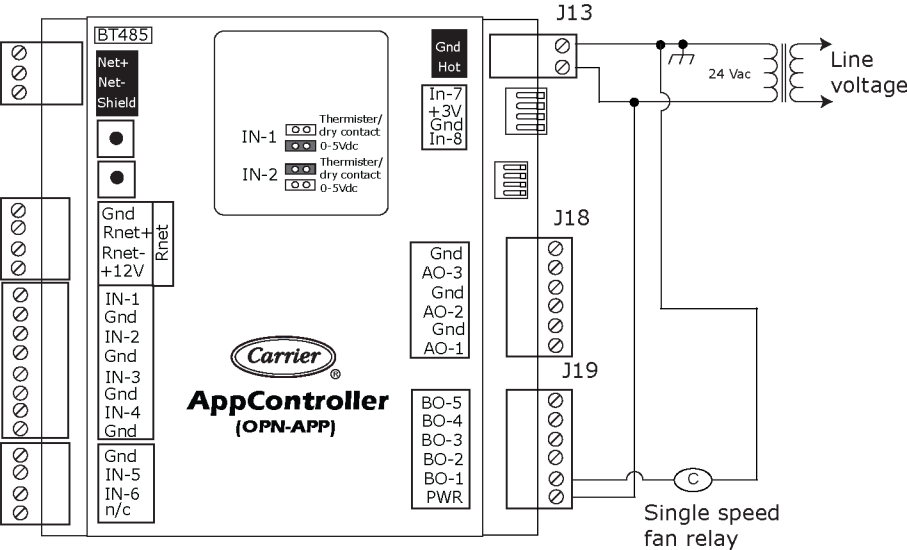 BT485
Net+
Net-
Shield
Gnd
Rnet+
Rnet-
+12V
Rnet
IN-1
Gnd
IN-2
Gnd
IN-3
Gnd
IN-4
Gnd
Gnd
IN-5
IN-6
n/c
IN-1
Thermister/
dry contact
0-5Vdc
IN-2
Thermister/
dry contact
0-5Vdc
Carrier
®
AppController
(OPN-APP)
Gnd
Hot
In-7
+3V
Gnd
In-8
Gnd
AO-3
Gnd
AO-2
Gnd
AO-1
BO-5
BO-4
BO-3
BO-2
BO-1
PWR
J13
J18
J19
24 Vac
Line
voltage
C
Single speed
fan relay